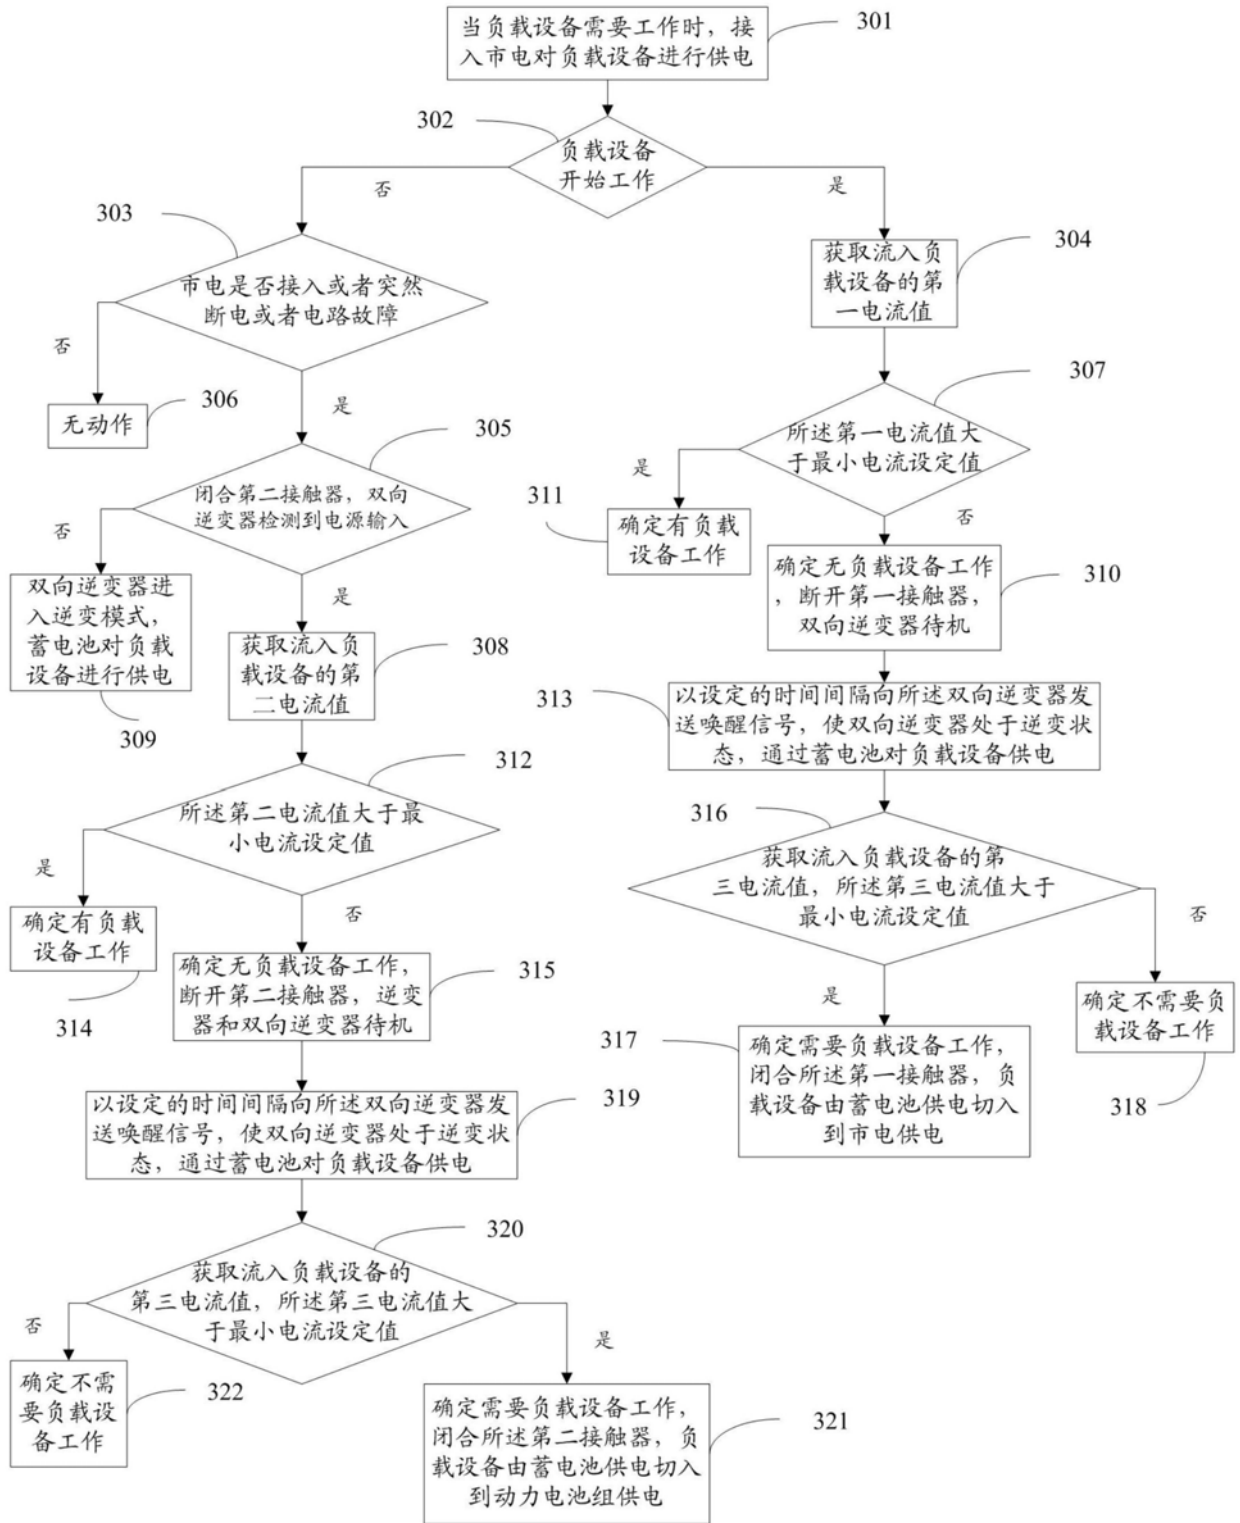 当负载设备需要工作时，接
入市电对负载设备进行供电
301
302
负载设备
开始工作
否
是
303
市电是否接入或者突然
断电或者电路故障
304
获取流入负
载设备的第
一电流值
否
是
306
无动作
305
闭合第二接触器，双向
逆变器检测到电源输入
307
所述第一电流值大
于最小电流设定值
是
否
311
确定有负载
设备工作
310
确定无负载设备工作
，断开第一接触器，
双向逆变器待机
否
是
双向逆变器进
入逆变模式，
蓄电池对负载
设备进行供电
309
308
获取流入负
载设备的第
二电流值
313
以设定的时间间隔向所述双向逆变器发
送唤醒信号，使双向逆变器处于逆变状
态，通过蓄电池对负载设备供电
312
所述第二电流值大于最
小电流设定值
316
获取流入负载设备的第
三电流值，所述第三电流值大于
最小电流设定值
是
否
确定有负载
设备工作
314
确定无负载设备工作，
断开第二接触器，逆变
器和双向逆变器待机
315
是
否
317
确定需要负载设备工作，
闭合所述第一接触器，负
载设备由蓄电池供电切入
到市电供电
确定不需要负
载设备工作
318
以设定的时间间隔向所述双向逆变器发
送唤醒信号，使双向逆变器处于逆变状
态，通过蓄电池对负载设备供电
319
320
获取流入负载设备的
第三电流值，所述第三电流值大
于最小电流设定值
否
是
确定不需
要负载设
备工作
322
确定需要负载设备工作，
闭合所述第二接触器，负
载设备由蓄电池供电切入
到动力电池组供电
321